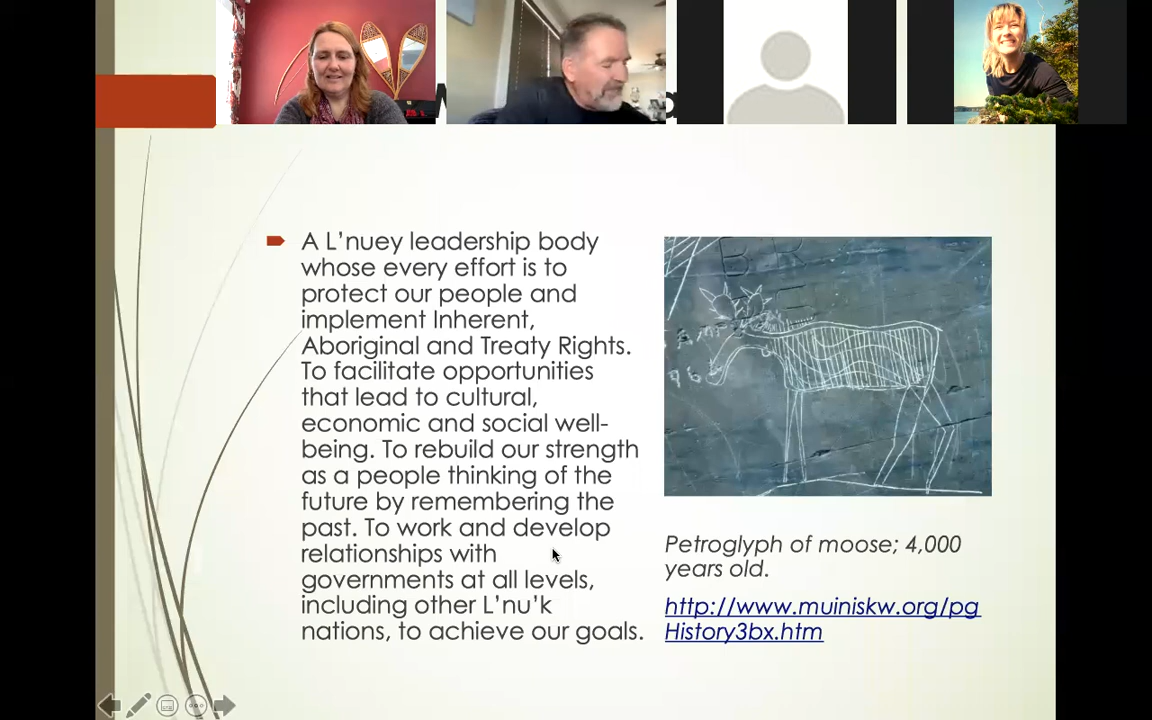 A L’nuey leadership body
whose every effort is to
protect our people and
implement Inherent,
Aboriginal and Treaty Rights.
To facilitate opportunities
that lead to cultural,
economic and social well-
being. To rebuild our strength
as a people thinking of the
future by remembering the
past. To work and develop
relationships with
governments at all levels,
including other L’nu’k
nations, to achieve our goals.
B R
Petroglyph of moose; 4,000
years old.
http://www.muiniskw.org/pg
History3bx.htm